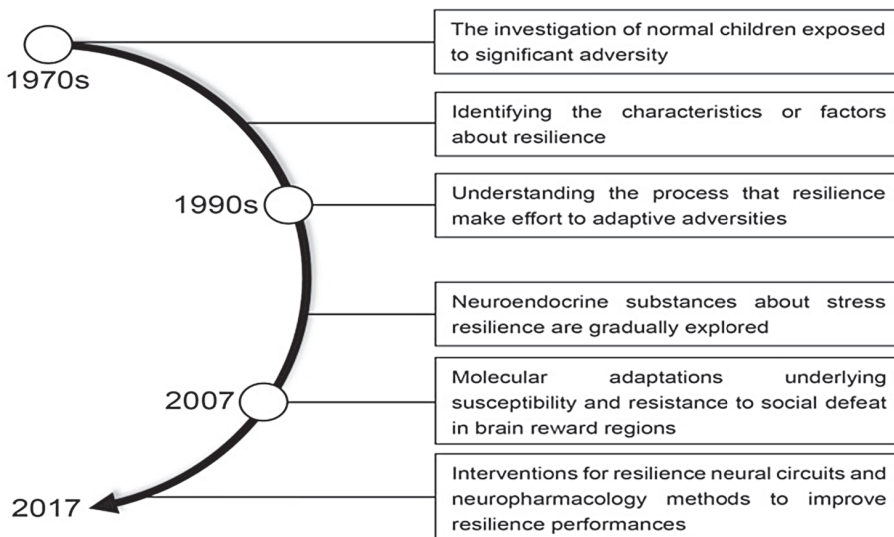 1970s
The investigation of normal children exposed
to significant adversity
Identifying the characteristics or factors
about resilience
1990s
Understanding the process that resilience
make effort to adaptive adversities
Neuroendocrine substances about stress
resilience are gradually explored
2007
Molecular adaptations underlying
susceptibility and resistance to social defeat
in brain reward regions
2017
Interventions for resilience neural circuits and
neuropharmacology methods to improve
resilience performances